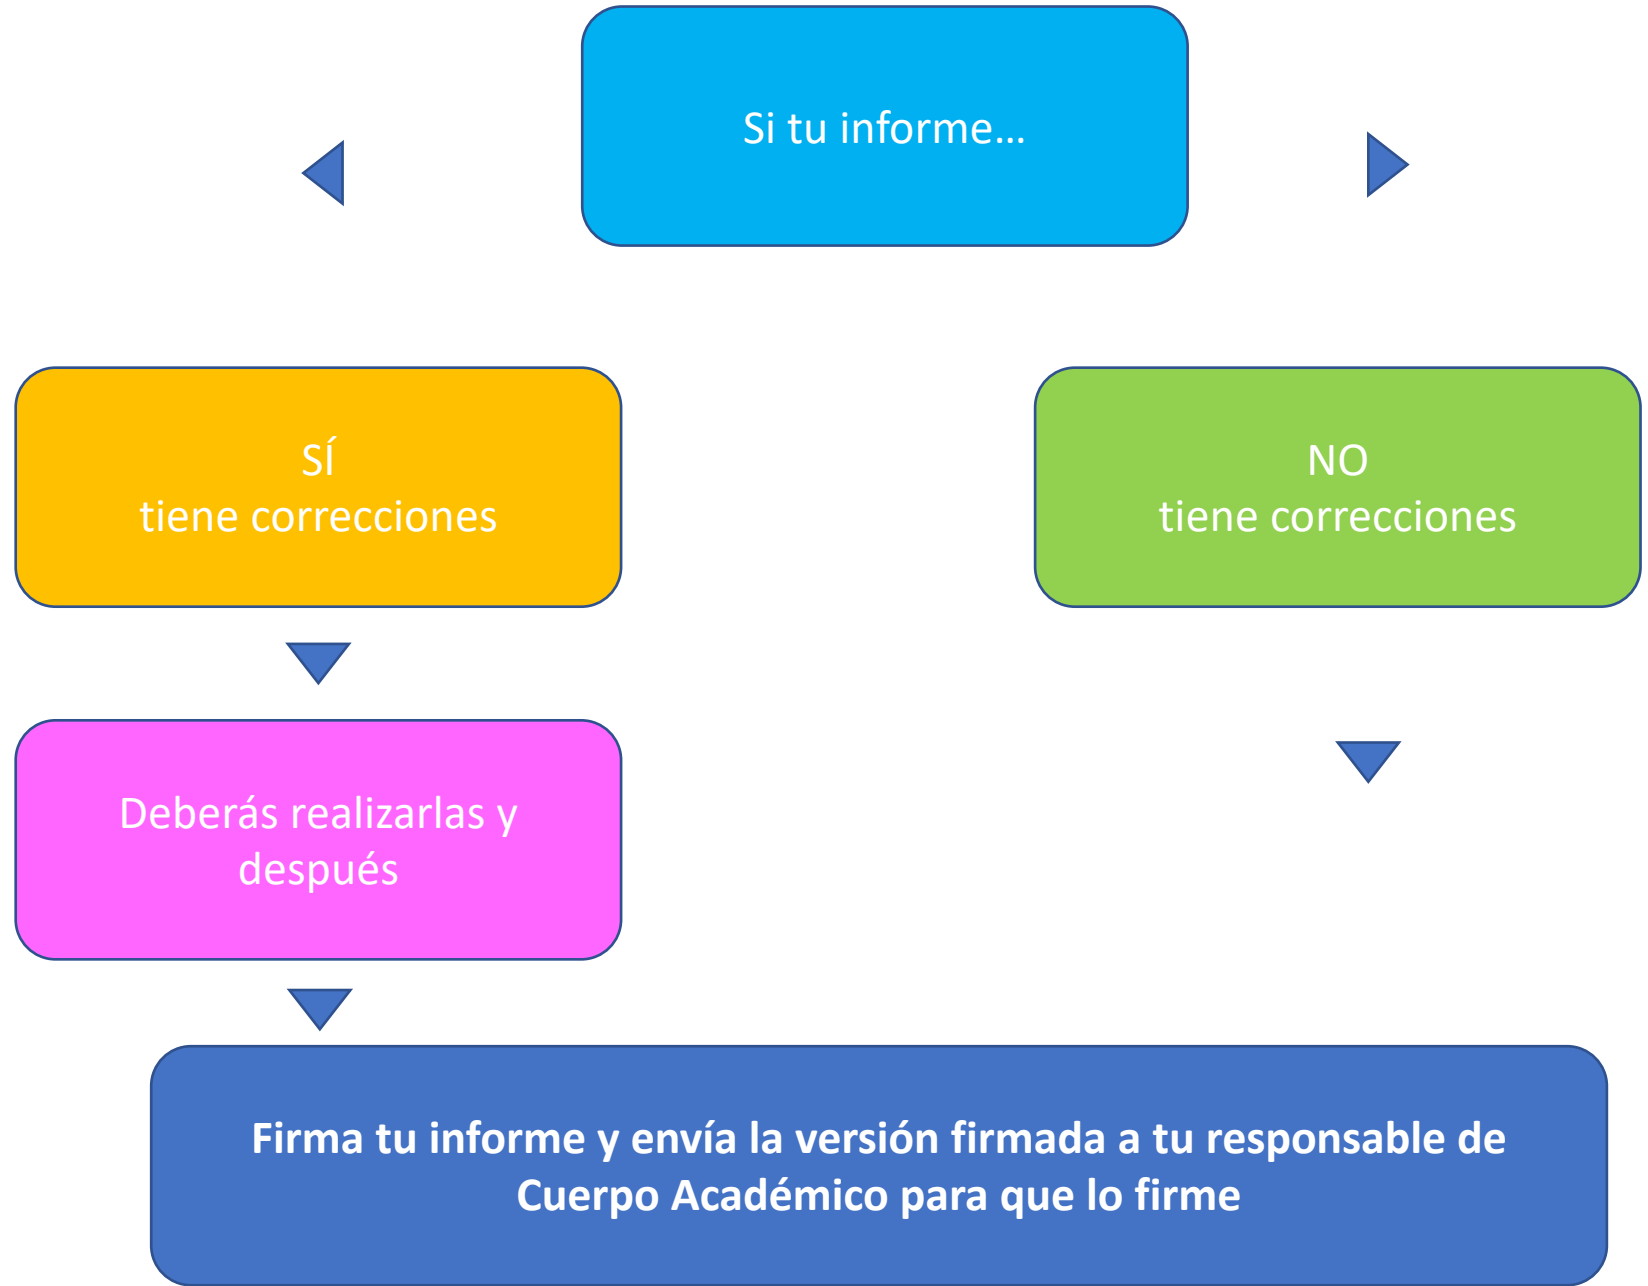 Si tu informe…
SÍ
tiene correcciones
NO
tiene correcciones
Deberás realizarlas y
después
Firma tu informe y envía la versión firmada a tu responsable de
Cuerpo Académico para que lo firme